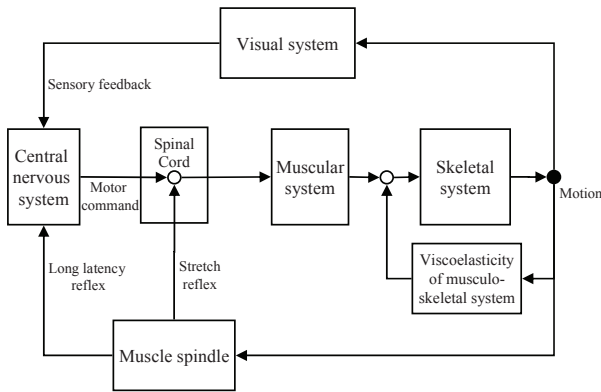 Visual system
Sensory feedback
Central
nervous
system
Motor
command
Spinal
Cord
Muscular
system
Skeletal
system
Motion
Viscoelasticity
of musculo-
skeletal system
Long latency
reflex
Stretch
reflex
Muscle spindle